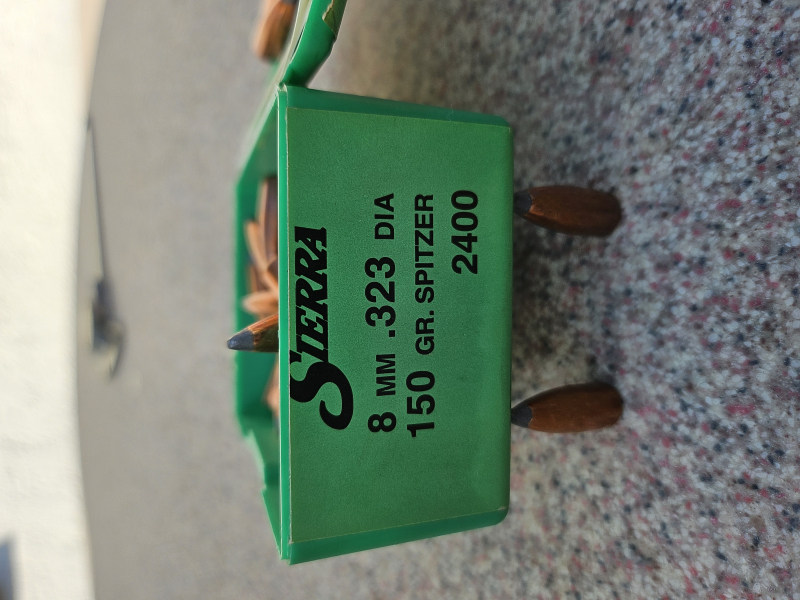 SIERRA
8 MM .323 DIA
150 GR. SPITZER
2400